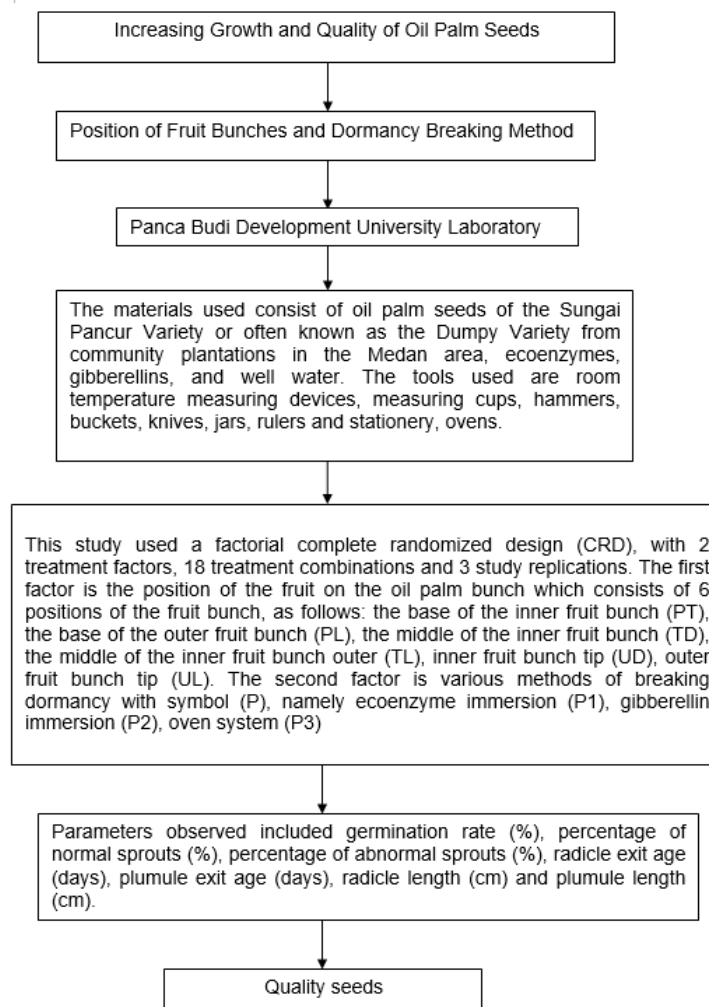 Increasing Growth and Quality of Oil Palm Seeds
Position of Fruit Bunches and Dormancy Breaking Method
Panca Budi Development University Laboratory
The materials used consist of oil palm seeds of the Sungai
Pancur Variety or often known as the Dumpy Variety from
community plantations in the Medan area, ecoenzymes,
gibberellins, and well water. The tools used are room
temperature measuring devices, measuring cups, hammers,
buckets, knives, jars, rulers and stationery, ovens.
This study used a factorial complete randomized design (CRD), with 2
treatment factors, 18 treatment combinations and 3 study replications. The first
factor is the position of the fruit on the oil palm bunch which consists of 6
positions of the fruit bunch, as follows: the base of the inner fruit bunch (PT),
the base of the outer fruit bunch (PL), the middle of the inner fruit bunch (TD),
the middle of the inner fruit bunch outer (TL), inner fruit bunch tip (UD), outer
fruit bunch tip (UL). The second factor is various methods of breaking
dormancy with symbol (P), namely ecoenzyme immersion (P1), gibberellin
immersion (P2), oven system (P3)
Parameters observed included germination rate (%), percentage of
normal sprouts (%), percentage of abnormal sprouts (%), radicle exit age
(days), plumule exit age (days), radicle length (cm) and plumule length
(cm).
Quality seeds